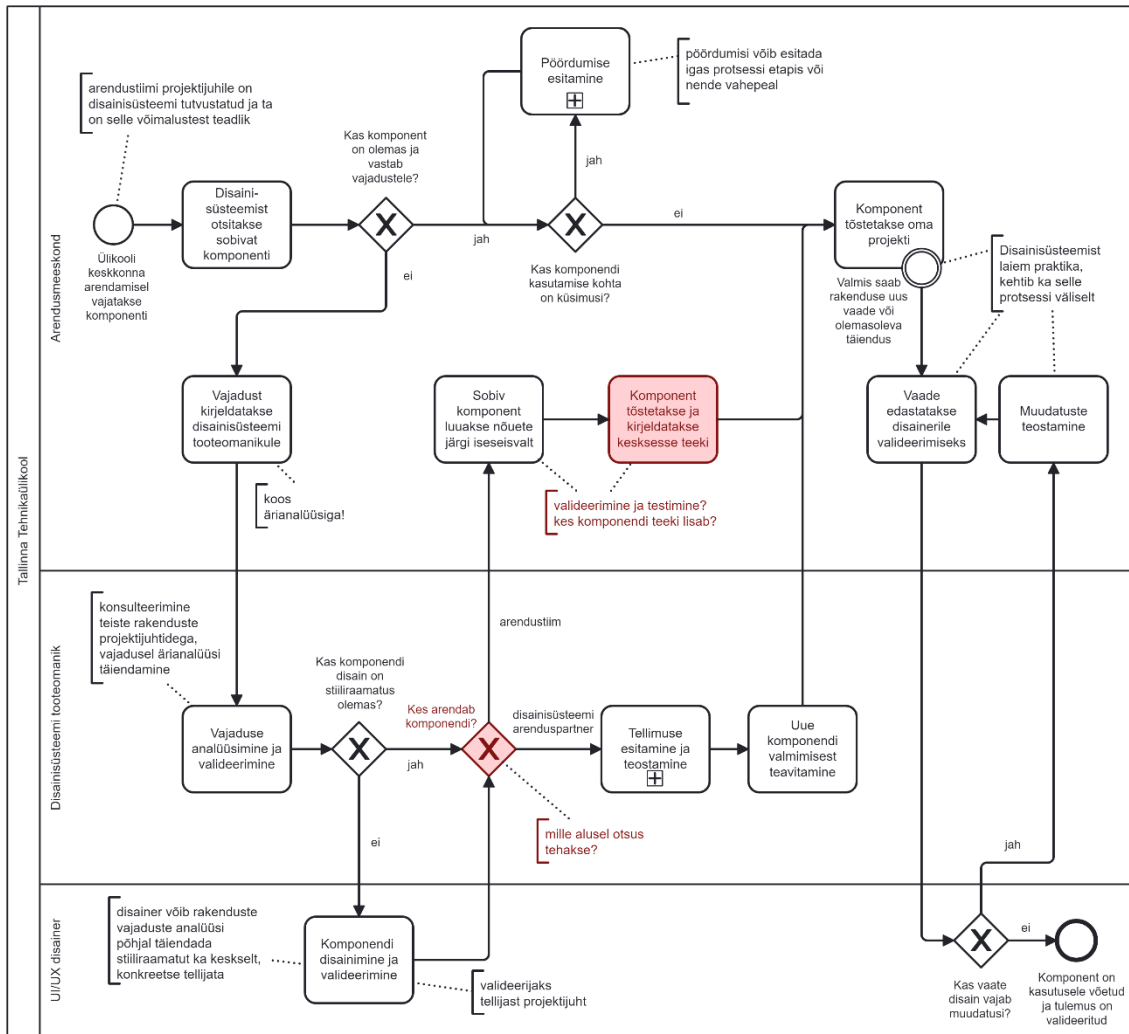 Tallinna Tehnikaülikool
Arendusmeeskond
arendustiimi projektijuhile on
disainisüsteemi tutvustatud ja ta
on selle võimalustest teadlik
Ülikooli
keskkonna
arendamisel
vajatakse
komponenti
Disaini-
süsteemist
otsitakse
sobivat
komponenti
Kas komponent
on olemas ja
vastab
vajadustele?
jah
ei
Pöördumise
esitamine
pöördumisi võib esitada
igas protsessi etapis või
nende vahepeal
jah
ei
Kas komponendi
kasutamise kohta
on küsimusi?
Komponent
tõstetakse oma
projekti
Valmis saab
rakenduse uus
vaade või
olemasoleva
täiendus
Disainisüsteemist
laiem praktika,
kehtib ka selle
protsessi väliselt
Vajadust
kirjeldatakse
disainisüsteemi
tooteomanikule
koos
ärianalüüsiga!
Sobiv
komponent
luuakse nõuete
järgi iseseisvalt
Komponent
tõstetakse ja
kirjeldatakse
kesksesse teeki
valideerimine ja testimine?
kes komponendi teeki lisab?
Vaade
edastatakse
disainerile
valideerimiseks
Muudatuste
teostamine
Disainisüsteemi tooteomanik
konsulteerimine
teiste rakenduste
projektijuhtidega,
vajadusel ärianalüüsi
täiendamine
Vajaduse
analüüsimine ja
valideerimine
Kas komponendi
disain on
stiiliraamatus
olemas?
jah
ei
Kes arendab
komponendi?
arendustiim
disainisüsteemi
arenduspartner
mille alusel otsus
tehakse?
Tellimuse
esitamine ja
teostamine
Uue
komponendi
valmimisest
teavitamine
jah
UI/UX disainer
disainer võib rakenduste
vajaduste analüüsi
põhjal täiendada
stiiliraamatut ka keskselt,
konkreetse tellijata
Komponendi
disainimine ja
valideerimine
valideerijaks
tellijast projektijuht
Kas vaate
disain vajab
muudatusi?
ei
Komponent on
kasutusele võetud
ja tulemus on
valideeritud